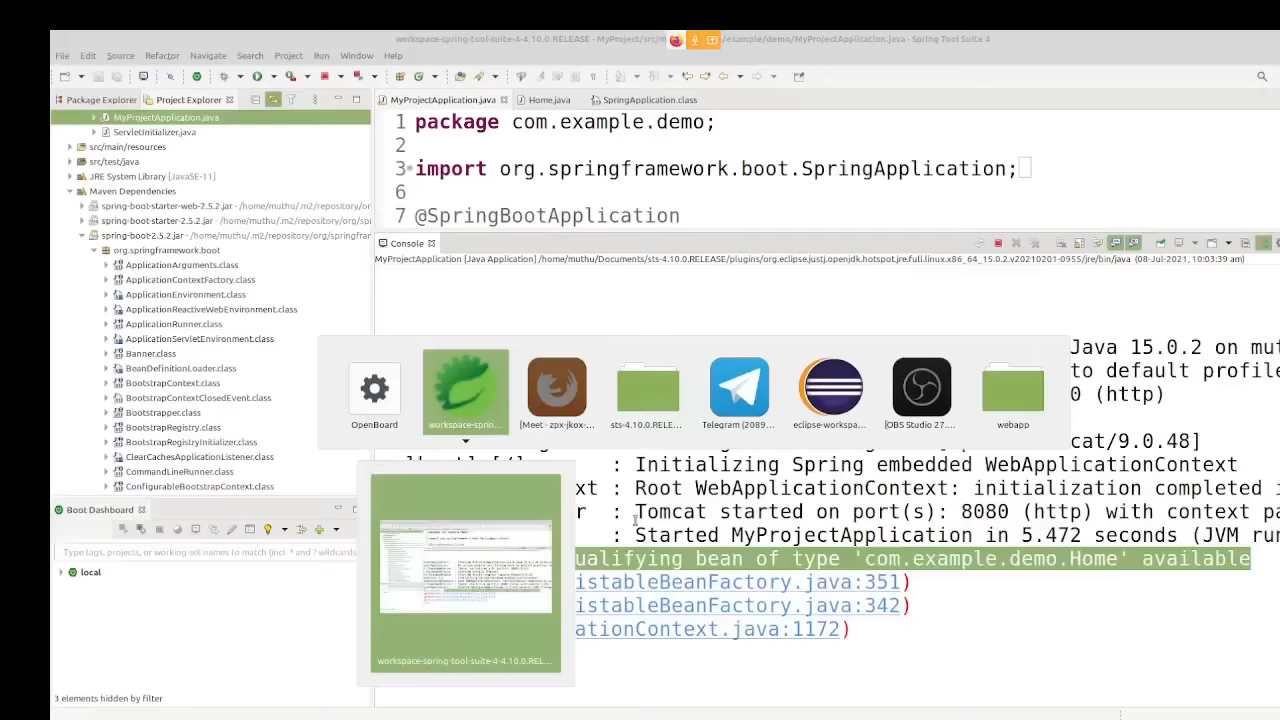 workspace-spring-tool-suite-4-4.10.0.RELEASE - MyProject/src/m
/example/demo/MyProjectApplication.java - Spring Tool Suite 4
File Edit Source Refactor Navigate Search Project Run Window Help
Package Explorer Project Explorer
MyProjectApplication.java
ServletInitializer.java
src/main/resources
src/test/java
JRE System Library [JavaSE-11]
Maven Dependencies
spring-boot-starter-web-2.5.2.jar - /home/muthu/.m2/repository/org/sp
spring-boot-starter-2.5.2.jar - /home/muthu/.m2/repository/org/spring
spring-boot-2.5.2.jar - /home/muthu/.m2/repository/org/springfram
org.springframework.boot
ApplicationArguments.class
ApplicationContextFactory.class
ApplicationEnvironment.class
ApplicationReactiveWebEnvironment.class
ApplicationRunner.class
ApplicationServletEnvironment.class
Banner.class
BeanDefinitionLoader.class
BootstrapContext.class
BootstrapContextClosedEvent.class
Bootstrapper.class
BootstrapRegistry.class
BootstrapRegistryInitializer.class
ClearCachesApplicationListener.class
CommandLineRunner.class
ConfigurableBootstrapContext.class
Boot Dashboard
Type tags, projects, or working set names to match (incl. * and ? wildcards
local
3 elements hidden by filter
MyProjectApplication.java Home.java SpringApplication.class
1 package com.example.demo;
2
3 import org.springframework.boot.SpringApplication;
6
7 @SpringBootApplication
Console
MyProjectApplication [Java Application] /home/muthu/Documents/sts-4.10.0.RELEASE/plugins/org.eclipse.justj.openjdk.hotspot.jre.full.linux.x86_64_15.0.2.v20210201-0955/jre/bin/java (08-Jul-2021, 10:03:39 am)
Java 15.0.2 on mut
to default profile
0 (http)
cat/9.0.48]
: Initializing Spring embedded WebApplicationContext
xt : Root WebApplicationContext: initialization completed i
r : Tomcat started on port(s): 8080 (http) with context pa
: Started MyProjectApplication in 5.472 seconds (JVM run
ualifying bean of type 'com.example.demo.Home' available
istableBeanFactory.java:351)
istableBeanFactory.java:342)
ationContext.java:1172)
OpenBoard
workspace-sprin...
[Meet - zpx-jkox-...
sts-4.10.0.RELE...
Telegram (2089...
eclipse-workspa...
[OBS Studio 27....
webapp
workspace-spring-tool-suite-4-4.10.0.REL...